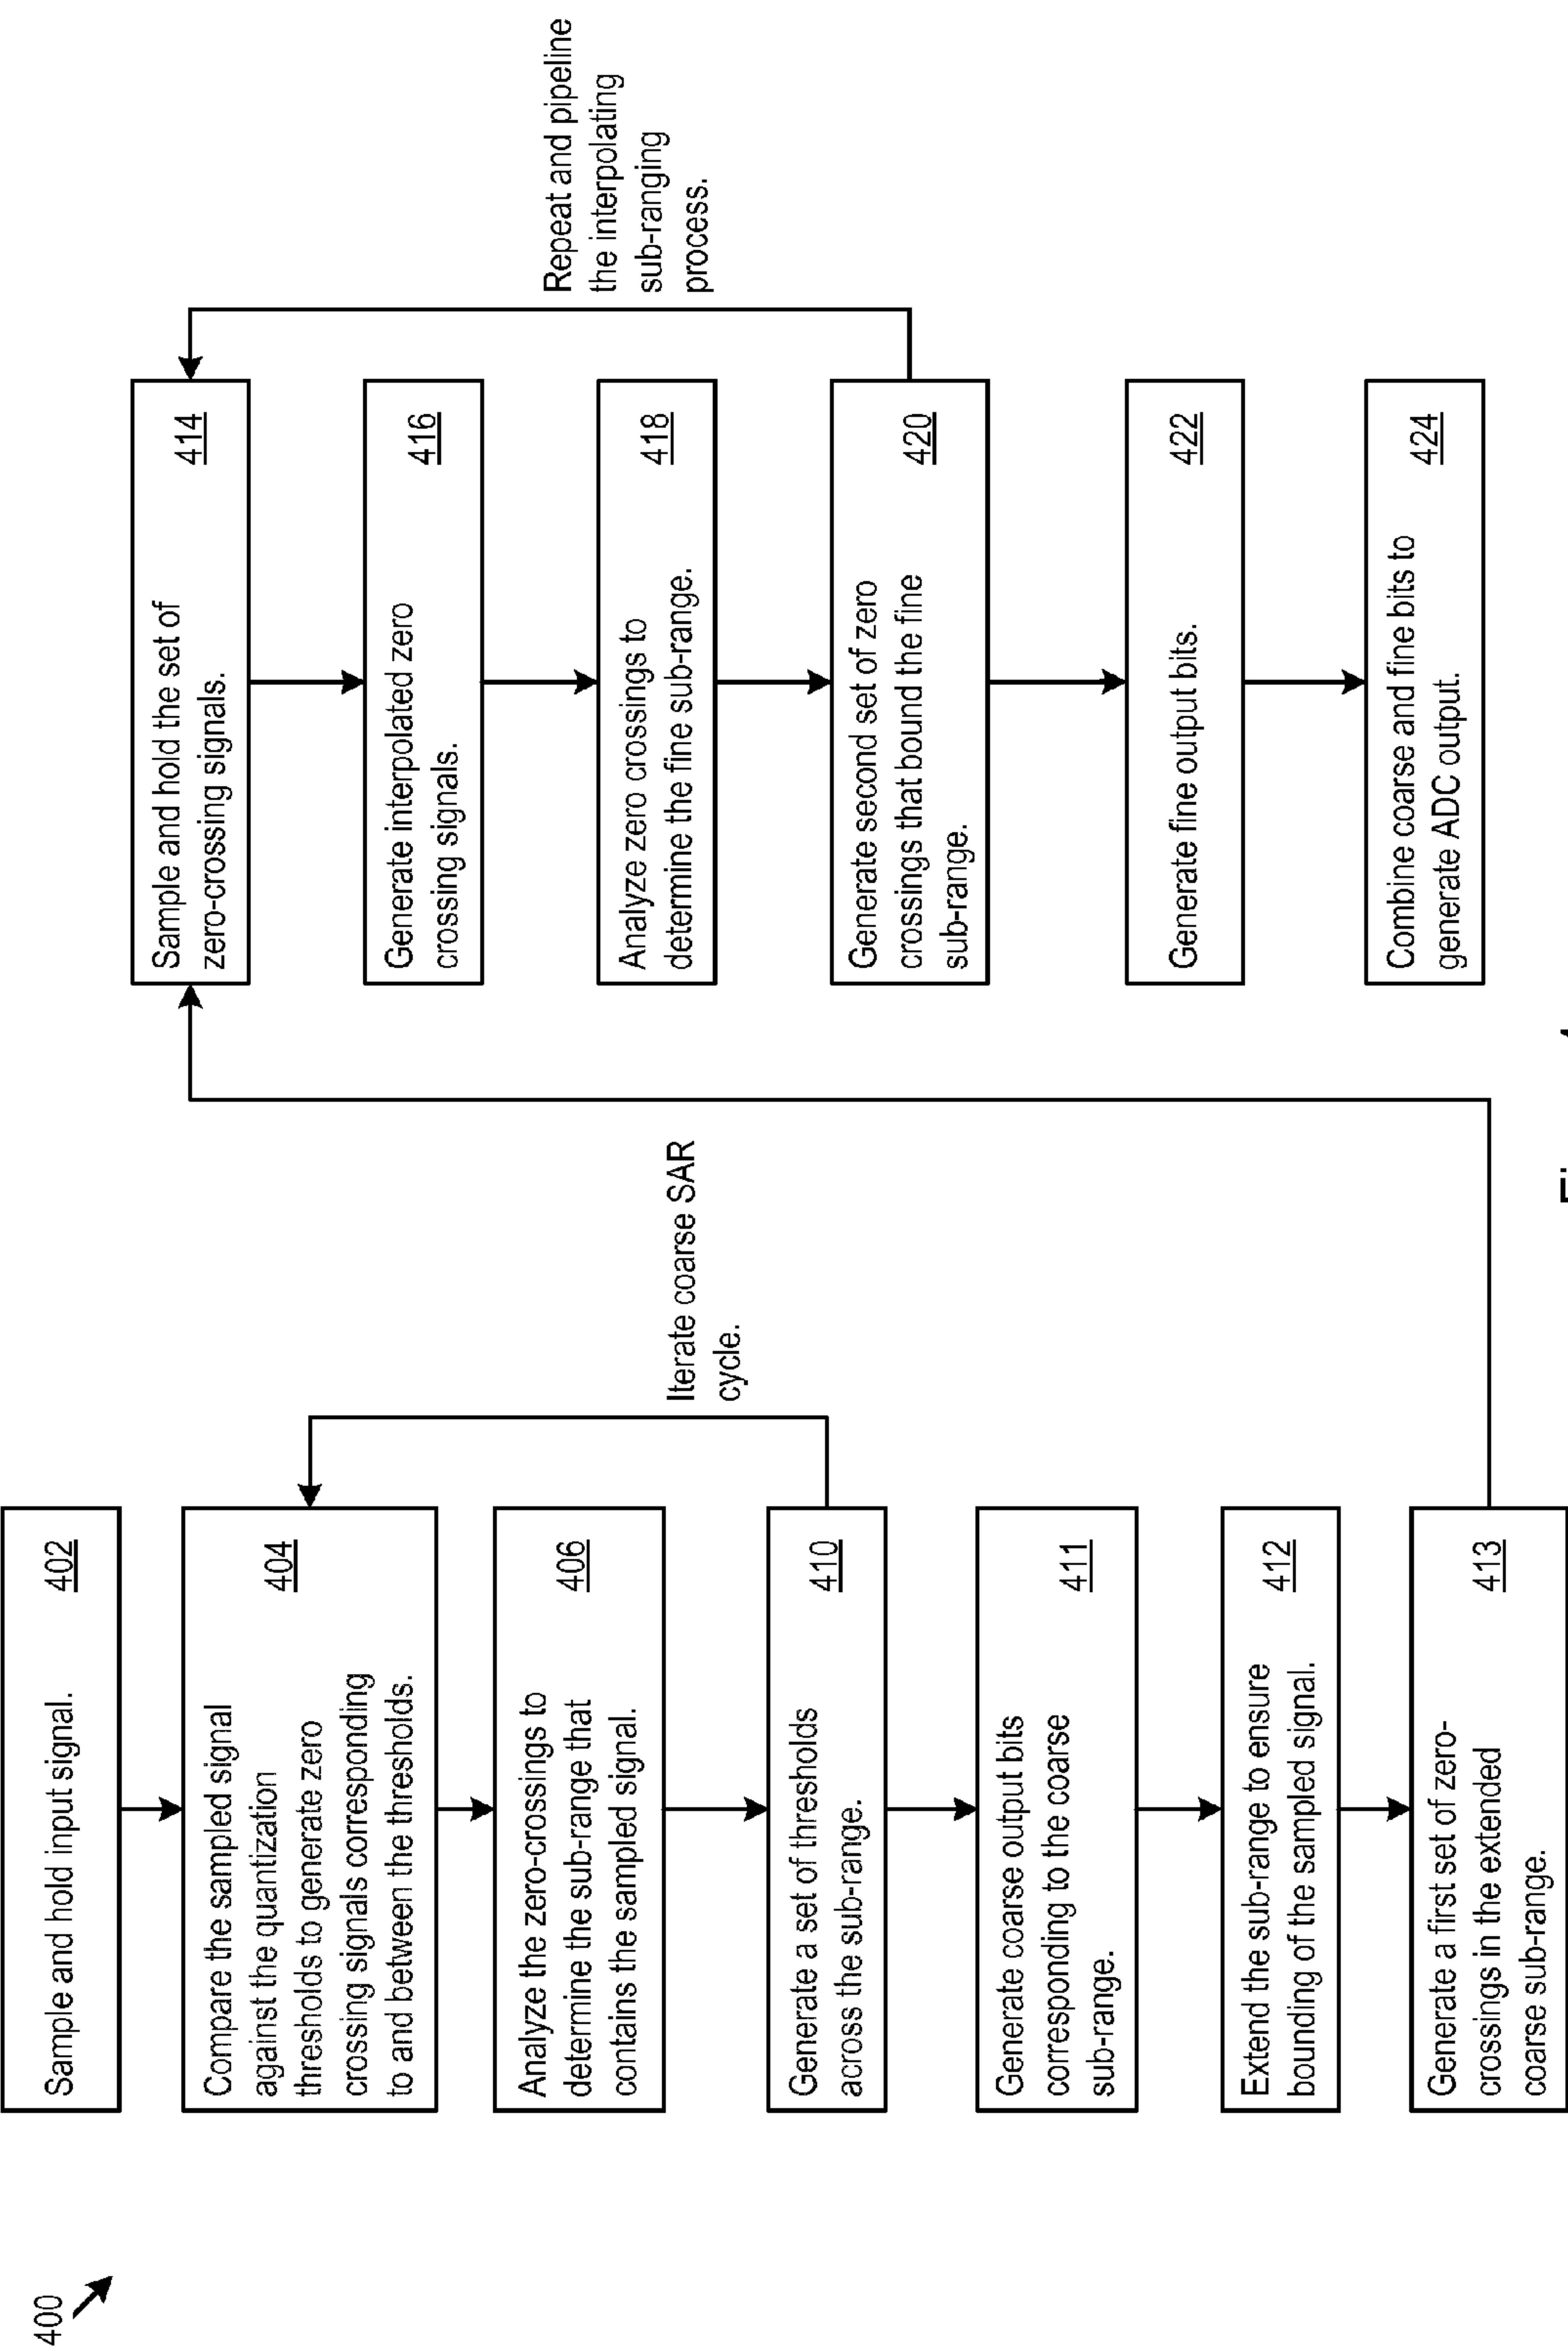 400
Sample and hold input signal. 402
Compare the sampled signal 404
against the quantization
thresholds to generate zero
crossing signals corresponding
to and between the thresholds.
Analyze the zero-crossings to 406
determine the sub-range that
contains the sampled signal.
Generate a set of thresholds 410
across the sub-range.
Iterate coarse SAR
cycle.
Generate coarse output bits 411
corresponding to the coarse
sub-range.
Extend the sub-range to ensure 412
bounding of the sampled signal.
Generate a first set of zero- 413
crossings in the extended
coarse sub-range.
Sample and hold the set of 414
zero-crossing signals.
Generate interpolated zero 416
crossing signals.
Analyze zero crossings to 418
determine the fine sub-range.
Generate second set of zero 420
crossings that bound the fine
sub-range.
Repeat and pipeline
the interpolating
sub-ranging
process.
Generate fine output bits. 422
Combine coarse and fine bits to 424
generate ADC output.